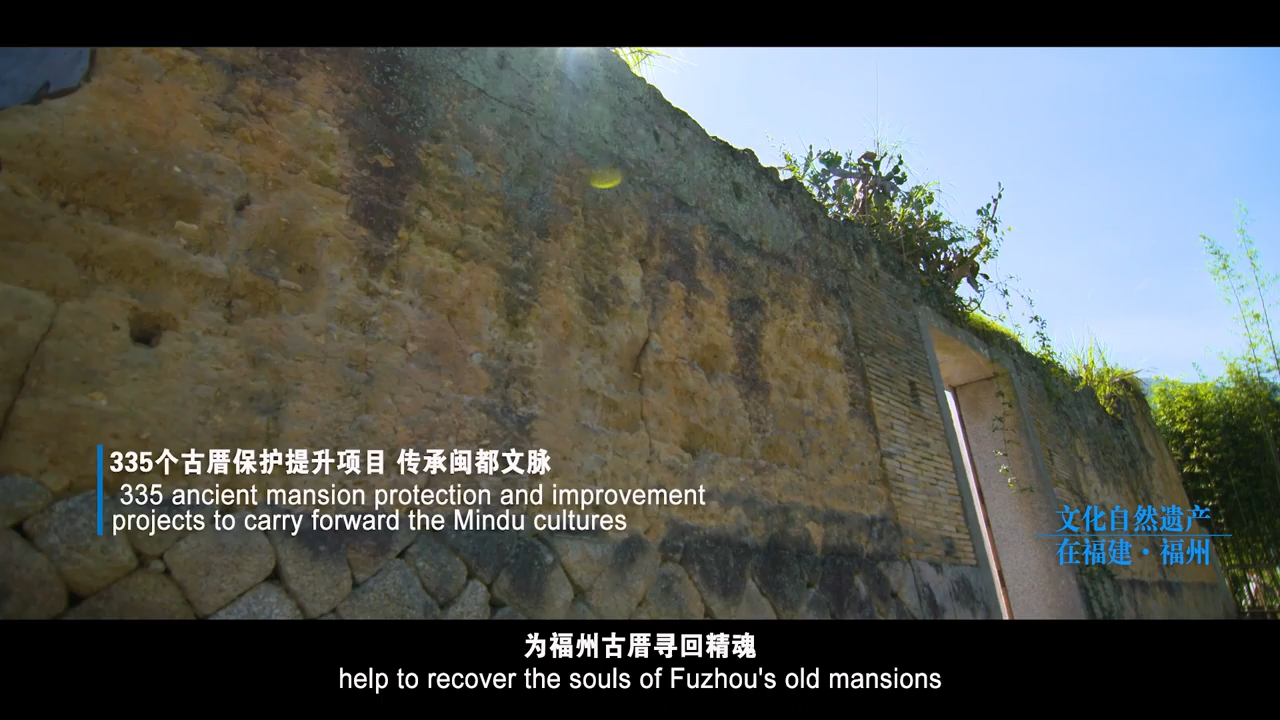 335个古厝保护提升项目 传承闽都文脉
335 ancient mansion protection and improvement
projects to carry forward the Mindu cultures
文化自然遗产
在福建·福州
为福州古厝寻回精魂
help to recover the souls of Fuzhou's old mansions